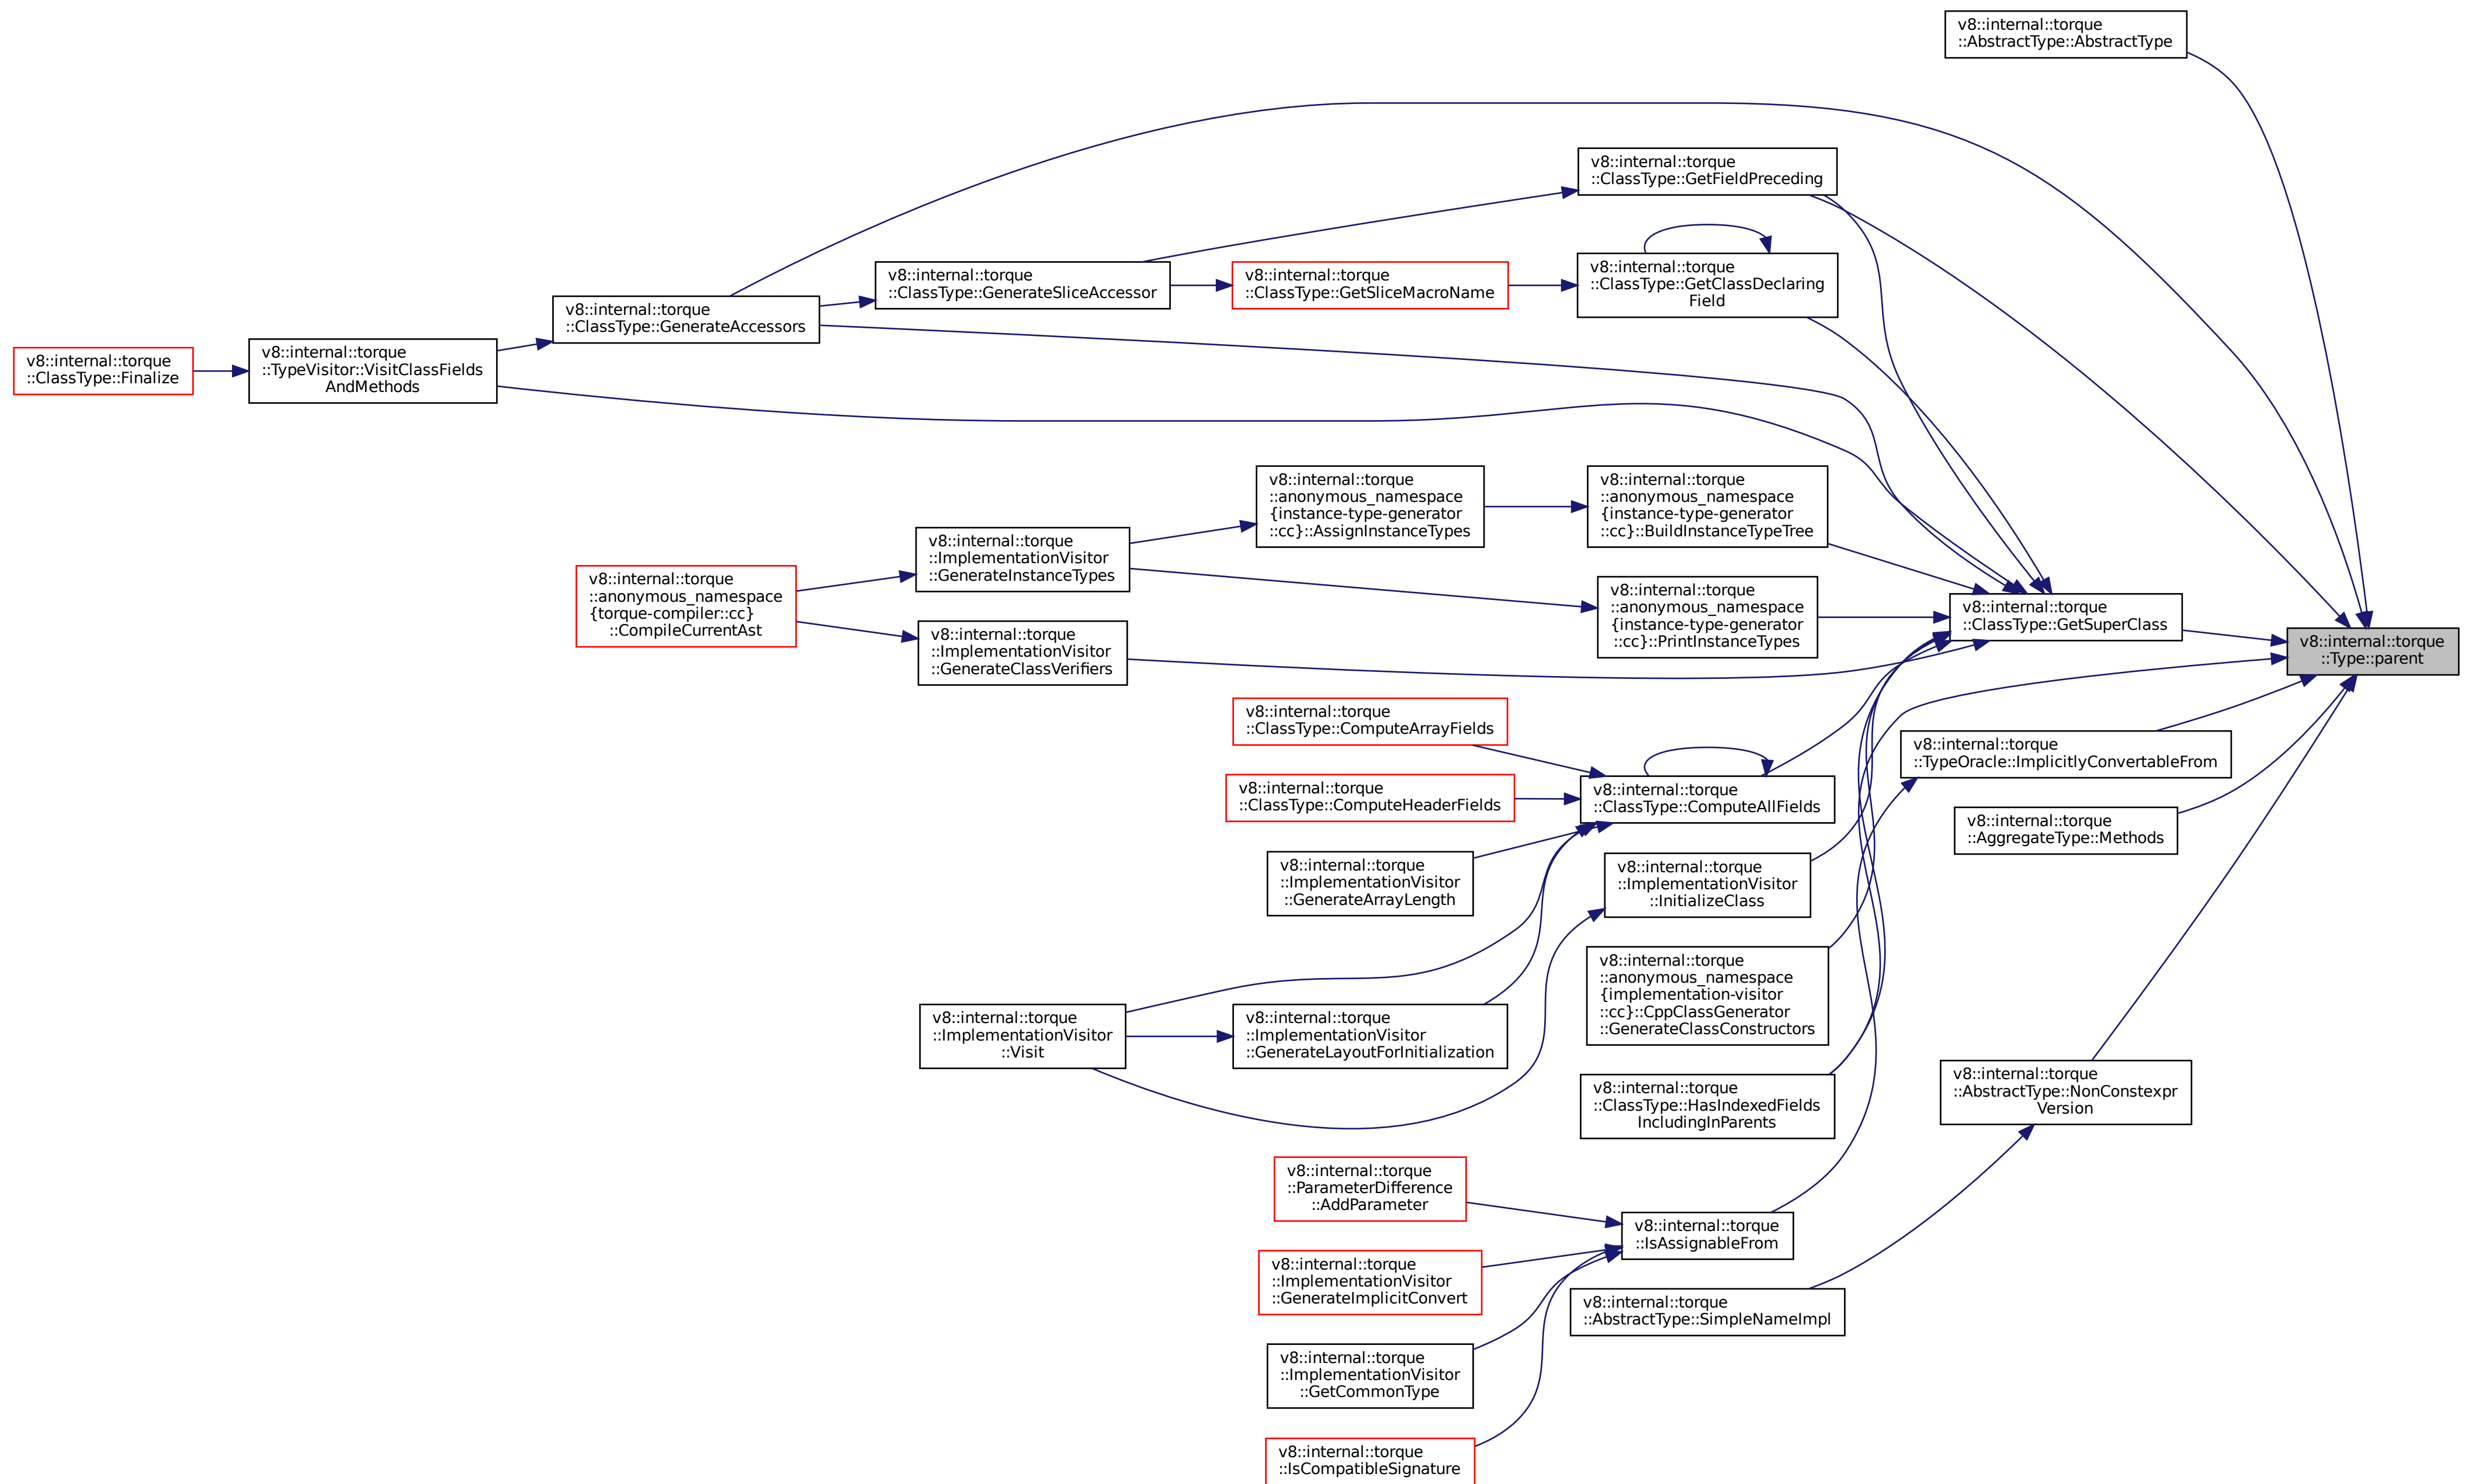 v8::internal::torque
::AbstractType::AbstractType
v8::internal::torque
::ClassType::GetFieldPreceding
v8::internal::torque
::ClassType::GetClassDeclaring
Field
v8::internal::torque
::ClassType::GetSliceMacroName
v8::internal::torque
::ClassType::GenerateSliceAccessor
v8::internal::torque
::ClassType::GenerateAccessors
v8::internal::torque
::TypeVisitor::VisitClassFields
AndMethods
v8::internal::torque
::ClassType::Finalize
v8::internal::torque
::anonymous_namespace
{instance-type-generator
::cc}::AssignInstanceTypes
v8::internal::torque
::anonymous_namespace
{instance-type-generator
::cc}::BuildInstanceTypeTree
v8::internal::torque
::ImplementationVisitor
::GenerateInstanceTypes
v8::internal::torque
::anonymous_namespace
{torque-compiler::cc}
::CompileCurrentAst
v8::internal::torque
::anonymous_namespace
{instance-type-generator
::cc}::PrintInstanceTypes
v8::internal::torque
::ClassType::GetSuperClass
v8::internal::torque
::Type::parent
v8::internal::torque
::ImplementationVisitor
::GenerateClassVerifiers
v8::internal::torque
::ClassType::ComputeArrayFields
v8::internal::torque
::TypeOracle::ImplicitlyConvertableFrom
v8::internal::torque
::ClassType::ComputeHeaderFields
v8::internal::torque
::ClassType::ComputeAllFields
v8::internal::torque
::AggregateType::Methods
v8::internal::torque
::ImplementationVisitor
::GenerateArrayLength
v8::internal::torque
::ImplementationVisitor
::InitializeClass
v8::internal::torque
::anonymous_namespace
{implementation-visitor
::cc}::CppClassGenerator
::GenerateClassConstructors
v8::internal::torque
::ImplementationVisitor
::Visit
v8::internal::torque
::ImplementationVisitor
::GenerateLayoutForInitialization
v8::internal::torque
::ClassType::HasIndexedFields
IncludingInParents
v8::internal::torque
::AbstractType::NonConstexpr
Version
v8::internal::torque
::ParameterDifference
::AddParameter
v8::internal::torque
::IsAssignableFrom
v8::internal::torque
::ImplementationVisitor
::GenerateImplicitConvert
v8::internal::torque
::AbstractType::SimpleNameImpl
v8::internal::torque
::ImplementationVisitor
::GetCommonType
v8::internal::torque
::IsCompatibleSignature